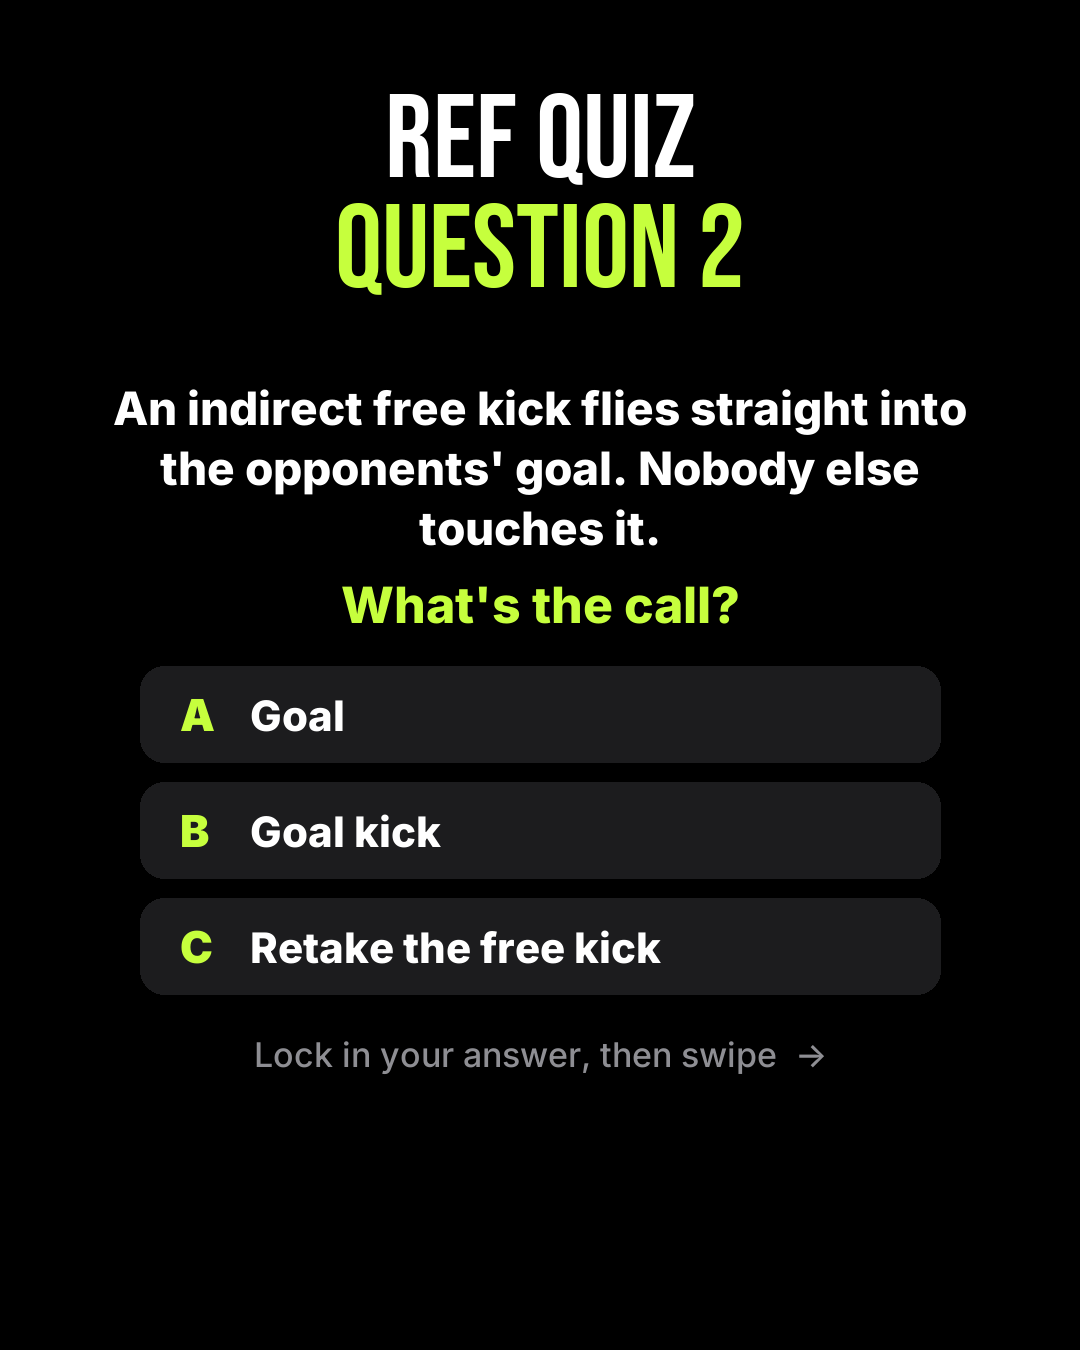 REF QUIZ
QUESTION 2
An indirect free kick flies straight into
the opponents' goal. Nobody else
touches it.
What's the call?
A Goal
B Goal kick
C Retake the free kick
Lock in your answer, then swipe →